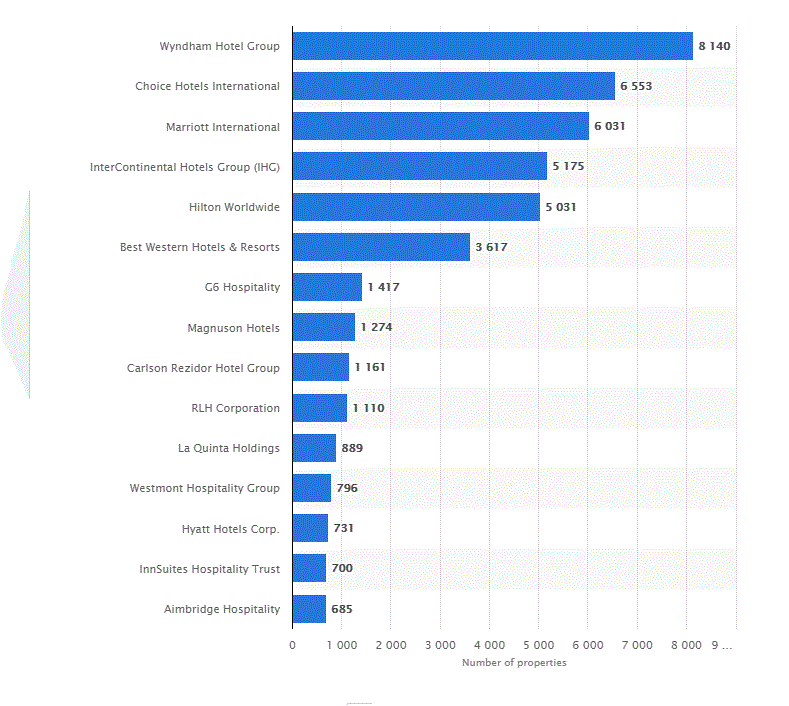 Wyndham Hotel Group 8 140
Choice Hotels International 6 553
Marriott International 6 031
InterContinental Hotels Group (IHG) 5 175
Hilton Worldwide 5 031
Best Western Hotels & Resorts 3 617
G6 Hospitality 1 417
Magnuson Hotels 1 274
Carlson Rezidor Hotel Group 1 161
RLH Corporation 1 110
La Quinta Holdings 889
Westmont Hospitality Group 796
Hyatt Hotels Corp. 731
InnSuites Hospitality Trust 700
Aimbridge Hospitality 685
0 1 000 2 000 3 000 4 000 5 000 6 000 7 000 8 000 9 ...
Number of properties